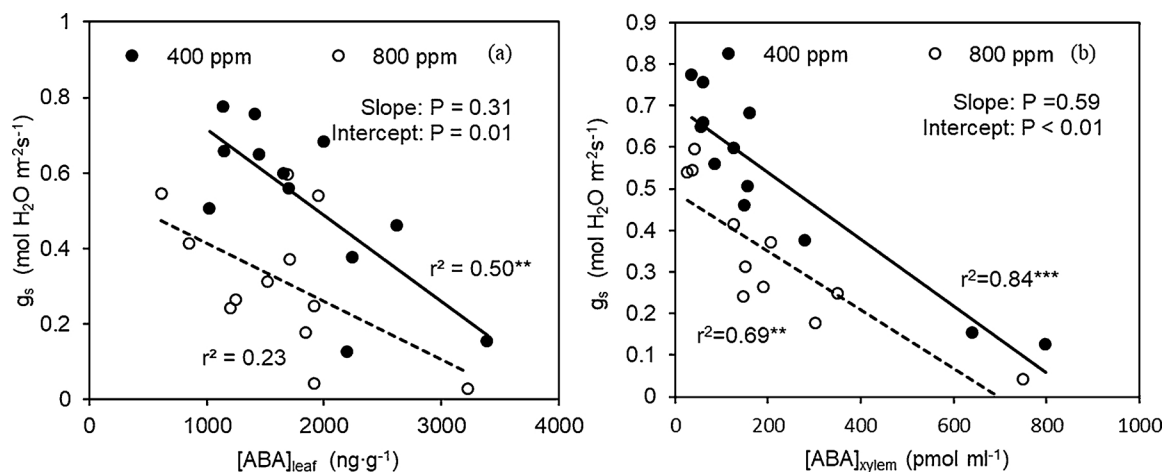 1
0.8
0.6
0.4
0.2
0
gₛ (mol H₂O m⁻²s⁻¹)
400 ppm
800 ppm
(a)
Slope: P = 0.31
Intercept: P = 0.01
r² = 0.50**
r² = 0.23
0
1000
2000
3000
4000
[ABA]leaf (ng·g⁻¹)
0.9
0.8
0.7
0.6
0.5
0.4
0.3
0.2
0.1
0
gₛ (mol H₂O m⁻²s⁻¹)
400 ppm
800 ppm
(b)
Slope: P =0.59
Intercept: P < 0.01
r²=0.84***
r²=0.69**
0
200
400
600
800
1000
[ABA]xylem (pmol ml⁻¹)